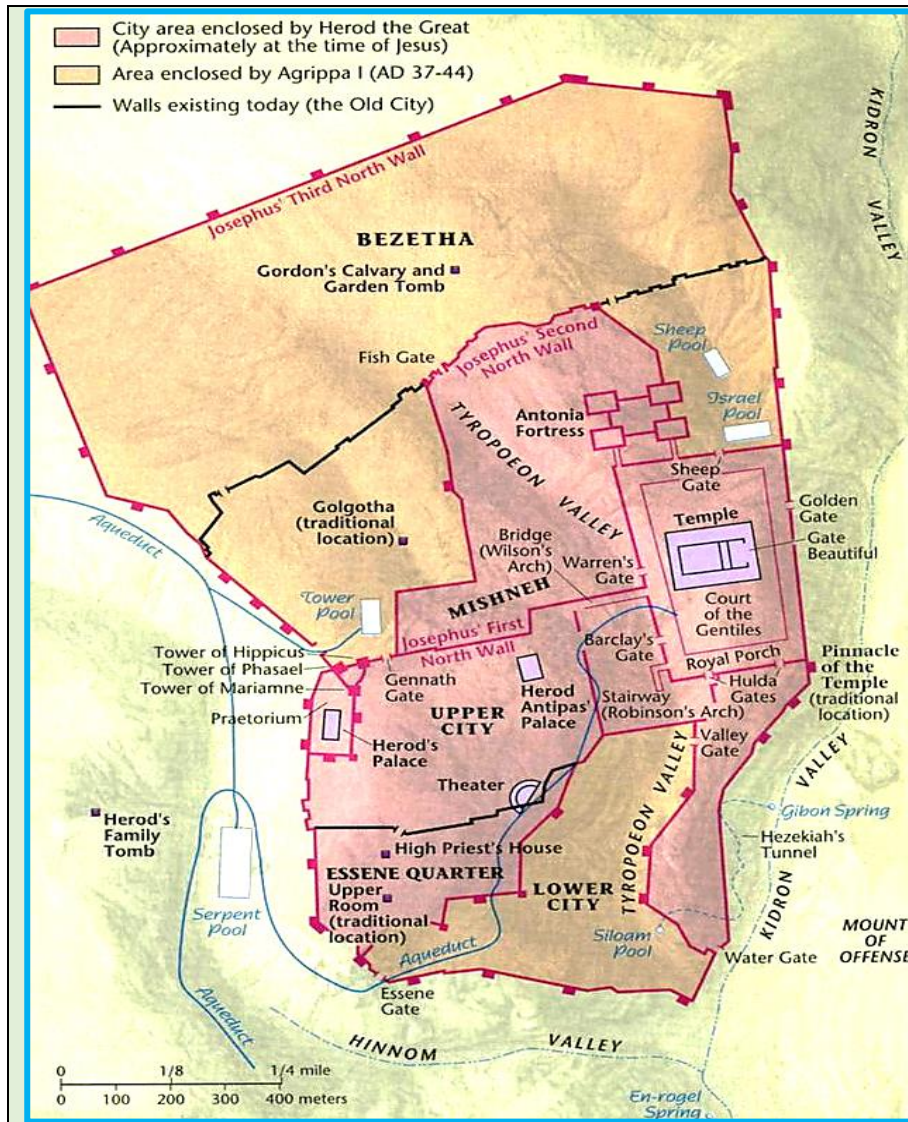 City area enclosed by Herod the Great
(Approximately at the time of Jesus)
Area enclosed by Agrippa I (AD 37-44)
Walls existing today (the Old City)
KIDRON
VALLEY
Josephus' Third North Wall
BEZETHA
Gordon's Calvary and
Garden Tomb
Josephus' Second
North Wall
Sheep
Pool
Fish Gate
TYROPOEON VALLEY
Antonia
Fortress
Israel
Pool
Sheep
Gate
Golgotha
(traditional
location)
Aqueduct
Bridge
(Wilson's
Arch)
Warren's
Gate
Temple
Golden
Gate
Gate
Beautiful
Court
of the
Gentiles
Tower
Pool
MISHNEH
Josephus' First
North Wall
Tower of Hippicus
Tower of Phasael
Tower of Mariamne
Gennath
Gate
Barclay's
Gate
Royal Porch
Pinnacle
of the
Temple
(traditional
location)
Praetorium
Herod's
Palace
UPPER
CITY
Herod
Antipas'
Palace
Stairway
(Robinson's Arch)
Hulda
Gates
Valley
Gate
Theater
TYROPOEON VALLEY
KIDRON VALLEY
Gibon Spring
Hezekiah's
Tunnel
Herod's
Family
Tomb
High Priest's House
ESSENE QUARTER
Upper
Room
(traditional
location)
LOWER
CITY
Serpent
Pool
Aqueduct
Siloam
Pool
Water Gate
MOUNT
OF
OFFENSE
Essene
Gate
Aqueduct
HINNOM VALLEY
0 1/8 1/4 mile
0 100 200 300 400 meters
En-rogel
Spring